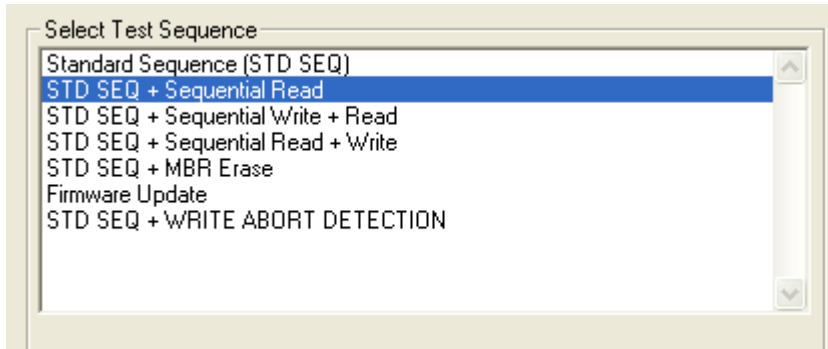 Select Test Sequence
Standard Sequence (STD SEQ)
STD SEQ + Sequential Read
STD SEQ + Sequential Write + Read
STD SEQ + Sequential Read + Write
STD SEQ + MBR Erase
Firmware Update
STD SEQ + WRITE ABORT DETECTION